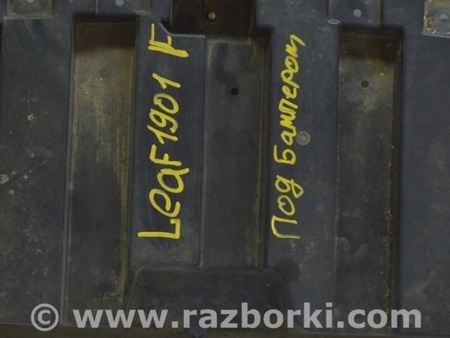 Leaf1901 F
Под Бампером
© www.razborki.com